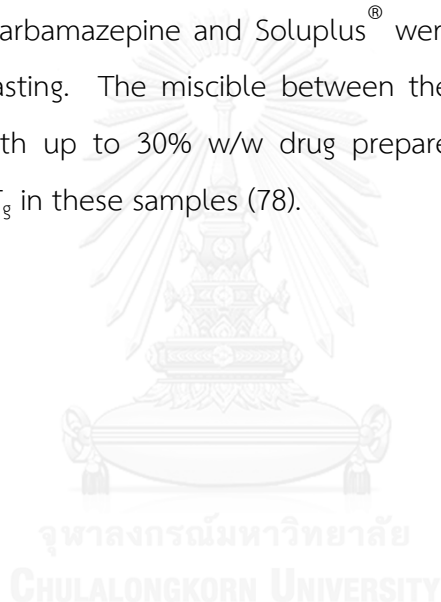 arbamazepine and Soluplus® wer
asting. The miscible between the
th up to 30% w/w drug prepare
g in these samples (78).
จุฬาลงกรณ์มหาวิทยาลัย
CHULALONGKORN UNIVERSITY